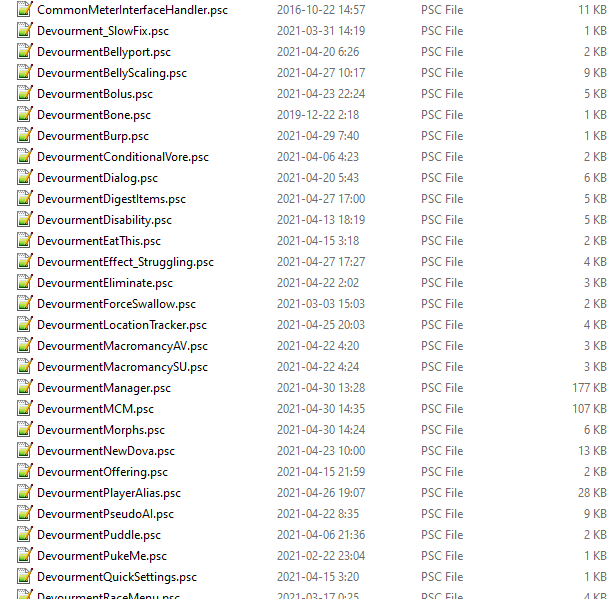 CommonMeterInterfaceHandler.psc 2016-10-22 14:57 PSC File 11 KB
Devourment_SlowFix.psc 2021-03-31 14:19 PSC File 1 KB
DevourmentBellyport.psc 2021-04-20 6:26 PSC File 2 KB
DevourmentBellyScaling.psc 2021-04-27 10:17 PSC File 9 KB
DevourmentBolus.psc 2021-04-23 22:24 PSC File 5 KB
DevourmentBone.psc 2019-12-22 2:18 PSC File 1 KB
DevourmentBurp.psc 2021-04-29 7:40 PSC File 1 KB
DevourmentConditionalVore.psc 2021-04-06 4:23 PSC File 2 KB
DevourmentDialog.psc 2021-04-20 5:43 PSC File 6 KB
DevourmentDigestItems.psc 2021-04-27 17:00 PSC File 5 KB
DevourmentDisability.psc 2021-04-13 18:19 PSC File 5 KB
DevourmentEatThis.psc 2021-04-15 3:18 PSC File 2 KB
DevourmentEffect_Struggling.psc 2021-04-27 17:27 PSC File 4 KB
DevourmentEliminate.psc 2021-04-22 2:02 PSC File 3 KB
DevourmentForceSwallow.psc 2021-03-03 15:03 PSC File 2 KB
DevourmentLocationTracker.psc 2021-04-25 20:03 PSC File 4 KB
DevourmentMacromancyAV.psc 2021-04-22 4:20 PSC File 3 KB
DevourmentMacromancySU.psc 2021-04-22 4:24 PSC File 3 KB
DevourmentManager.psc 2021-04-30 13:28 PSC File 177 KB
DevourmentMCM.psc 2021-04-30 14:35 PSC File 107 KB
DevourmentMorphs.psc 2021-04-30 14:24 PSC File 6 KB
DevourmentNewDova.psc 2021-04-23 10:00 PSC File 13 KB
DevourmentOffering.psc 2021-04-15 21:59 PSC File 2 KB
DevourmentPlayerAlias.psc 2021-04-26 19:07 PSC File 28 KB
DevourmentPseudoAI.psc 2021-04-22 8:35 PSC File 9 KB
DevourmentPuddle.psc 2021-04-06 21:36 PSC File 2 KB
DevourmentPukeMe.psc 2021-02-22 23:04 PSC File 1 KB
DevourmentQuickSettings.psc 2021-04-15 3:20 PSC File 1 KB
DevourmentRaceMenu.psc 2021-03-17 0:25 PSC File 4 KB